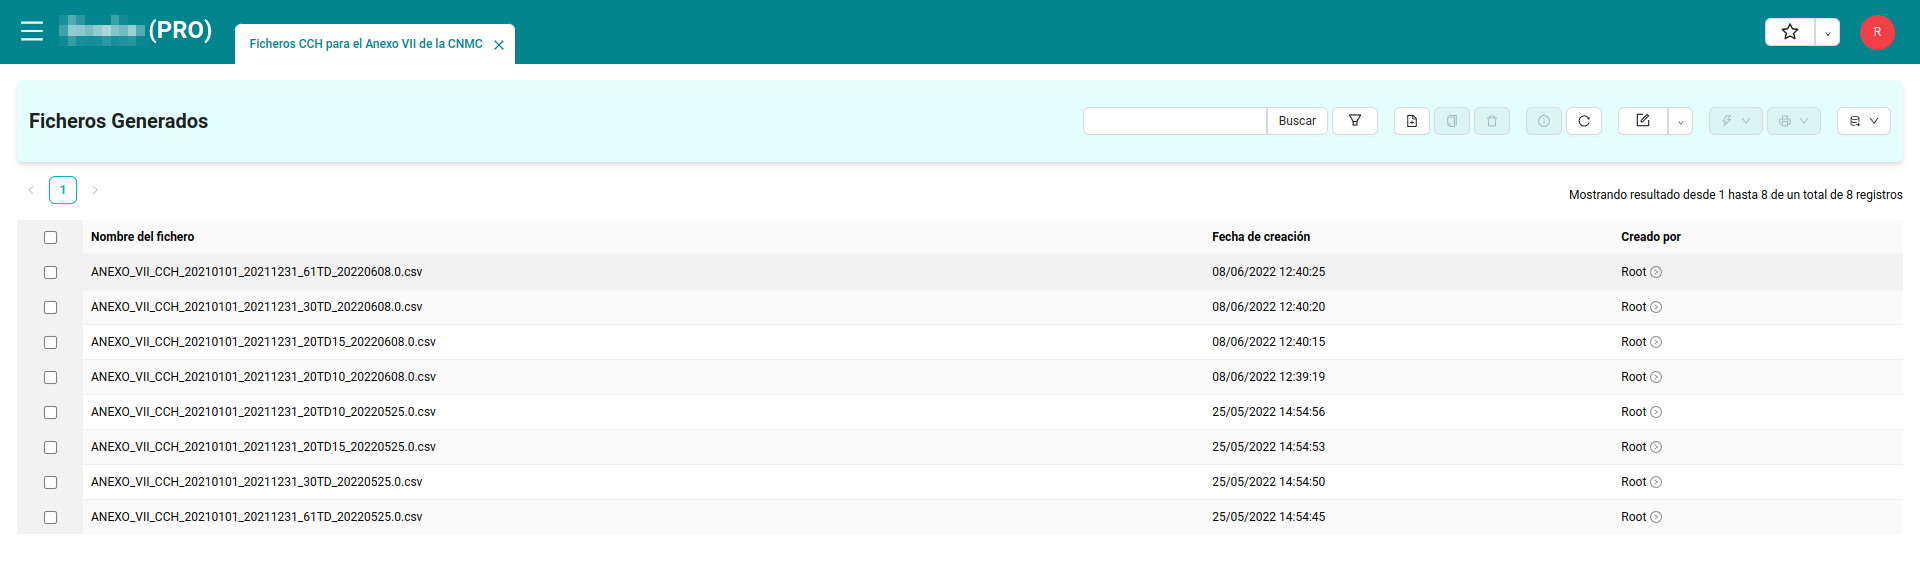 (PRO)
Ficheros CCH para el Anexo VII de la CNMC
R
Ficheros Generados
Buscar
1
Mostrando resultado desde 1 hasta 8 de un total de 8 registros
Nombre del fichero Fecha de creación Creado por
ANEXO_VII_CCH_20210101_20211231_61TD_20220608.0.csv 08/06/2022 12:40:25 Root
ANEXO_VII_CCH_20210101_20211231_30TD_20220608.0.csv 08/06/2022 12:40:20 Root
ANEXO_VII_CCH_20210101_20211231_20TD15_20220608.0.csv 08/06/2022 12:40:15 Root
ANEXO_VII_CCH_20210101_20211231_20TD10_20220608.0.csv 08/06/2022 12:39:19 Root
ANEXO_VII_CCH_20210101_20211231_20TD10_20220525.0.csv 25/05/2022 14:54:56 Root
ANEXO_VII_CCH_20210101_20211231_20TD15_20220525.0.csv 25/05/2022 14:54:53 Root
ANEXO_VII_CCH_20210101_20211231_30TD_20220525.0.csv 25/05/2022 14:54:50 Root
ANEXO_VII_CCH_20210101_20211231_61TD_20220525.0.csv 25/05/2022 14:54:45 Root